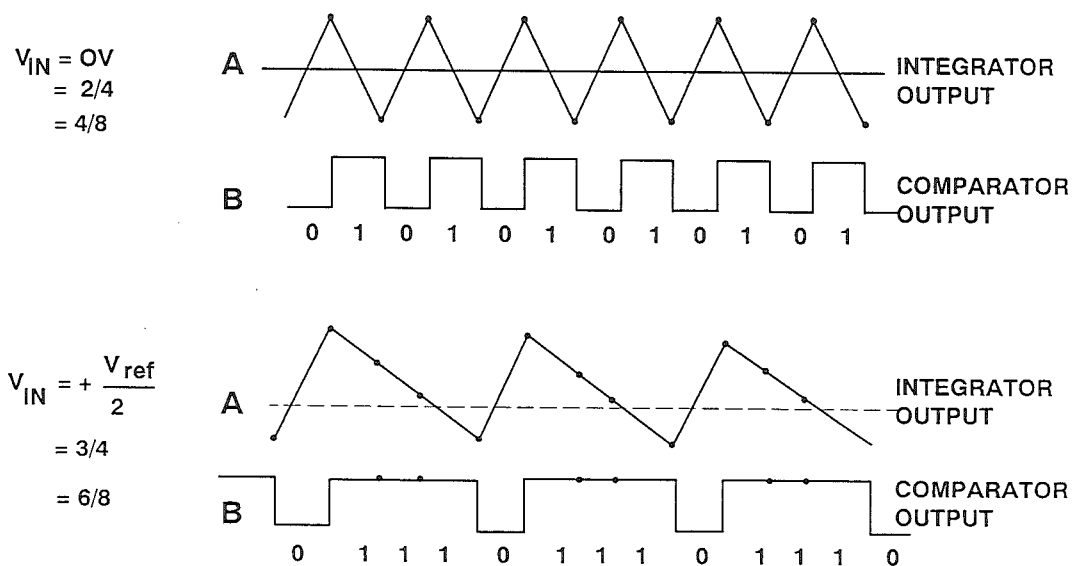 V_IN = OV
= 2/4
= 4/8
A
INTEGRATOR
OUTPUT
B
COMPARATOR
OUTPUT
0 1 0 1 0 1 0 1 0 1 0 1
V_IN = + V_ref / 2
= 3/4
= 6/8
A
INTEGRATOR
OUTPUT
B
COMPARATOR
OUTPUT
0 1 1 1 0 1 1 1 0 1 1 1 0